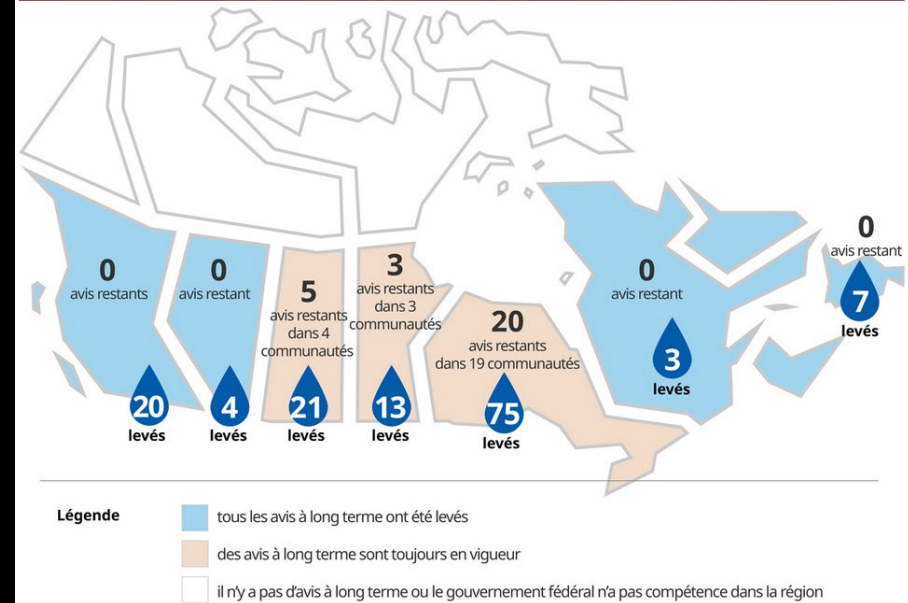 0
avis restants
20
levés
0
avis restant
4
levés
5
avis restants
dans 4
communautés
21
levés
3
avis restants
dans 3
communautés
13
levés
20
avis restants
dans 19 communautés
75
levés
0
avis restant
3
levés
0
avis restant
7
levés
Légende
tous les avis à long terme ont été levés
des avis à long terme sont toujours en vigueur
il n'y a pas d'avis à long terme ou le gouvernement fédéral n'a pas compétence dans la région